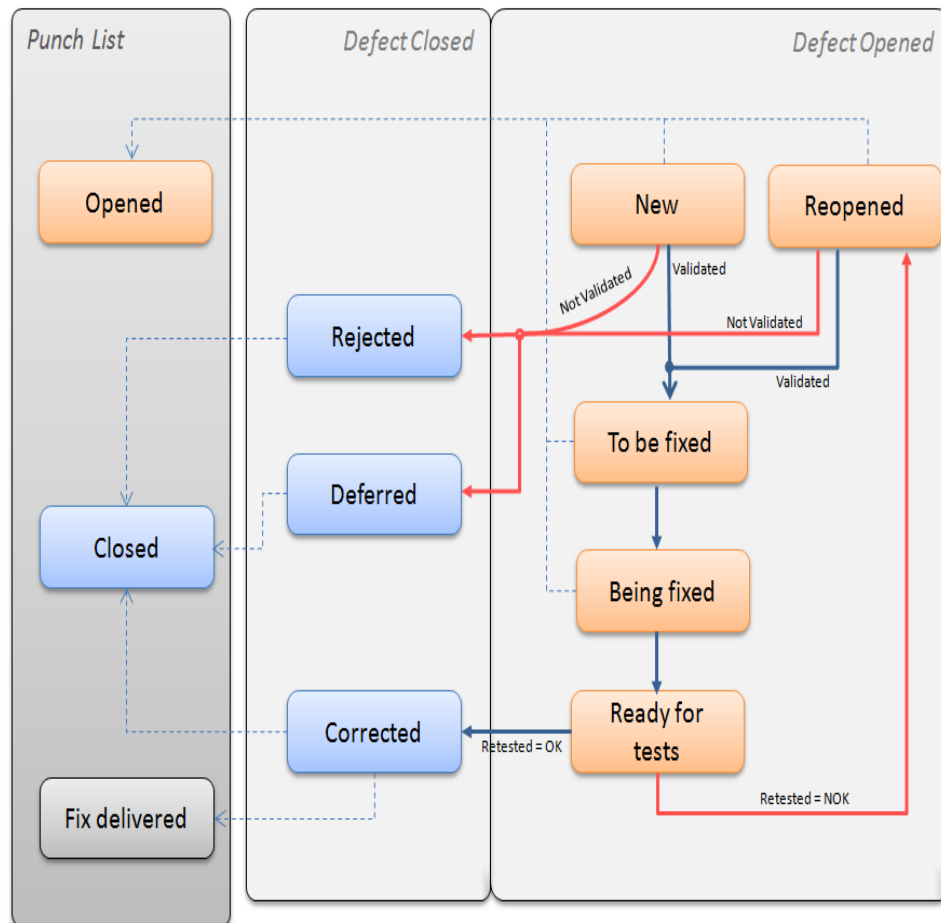 Punch List
Defect Closed
Defect Opened
Opened
New
Reopened
Not Validated
Validated
Rejected
Not Validated
Validated
To be fixed
Deferred
Closed
Being fixed
Corrected
Retested = OK
Ready for
tests
Fix delivered
Retested = NOK